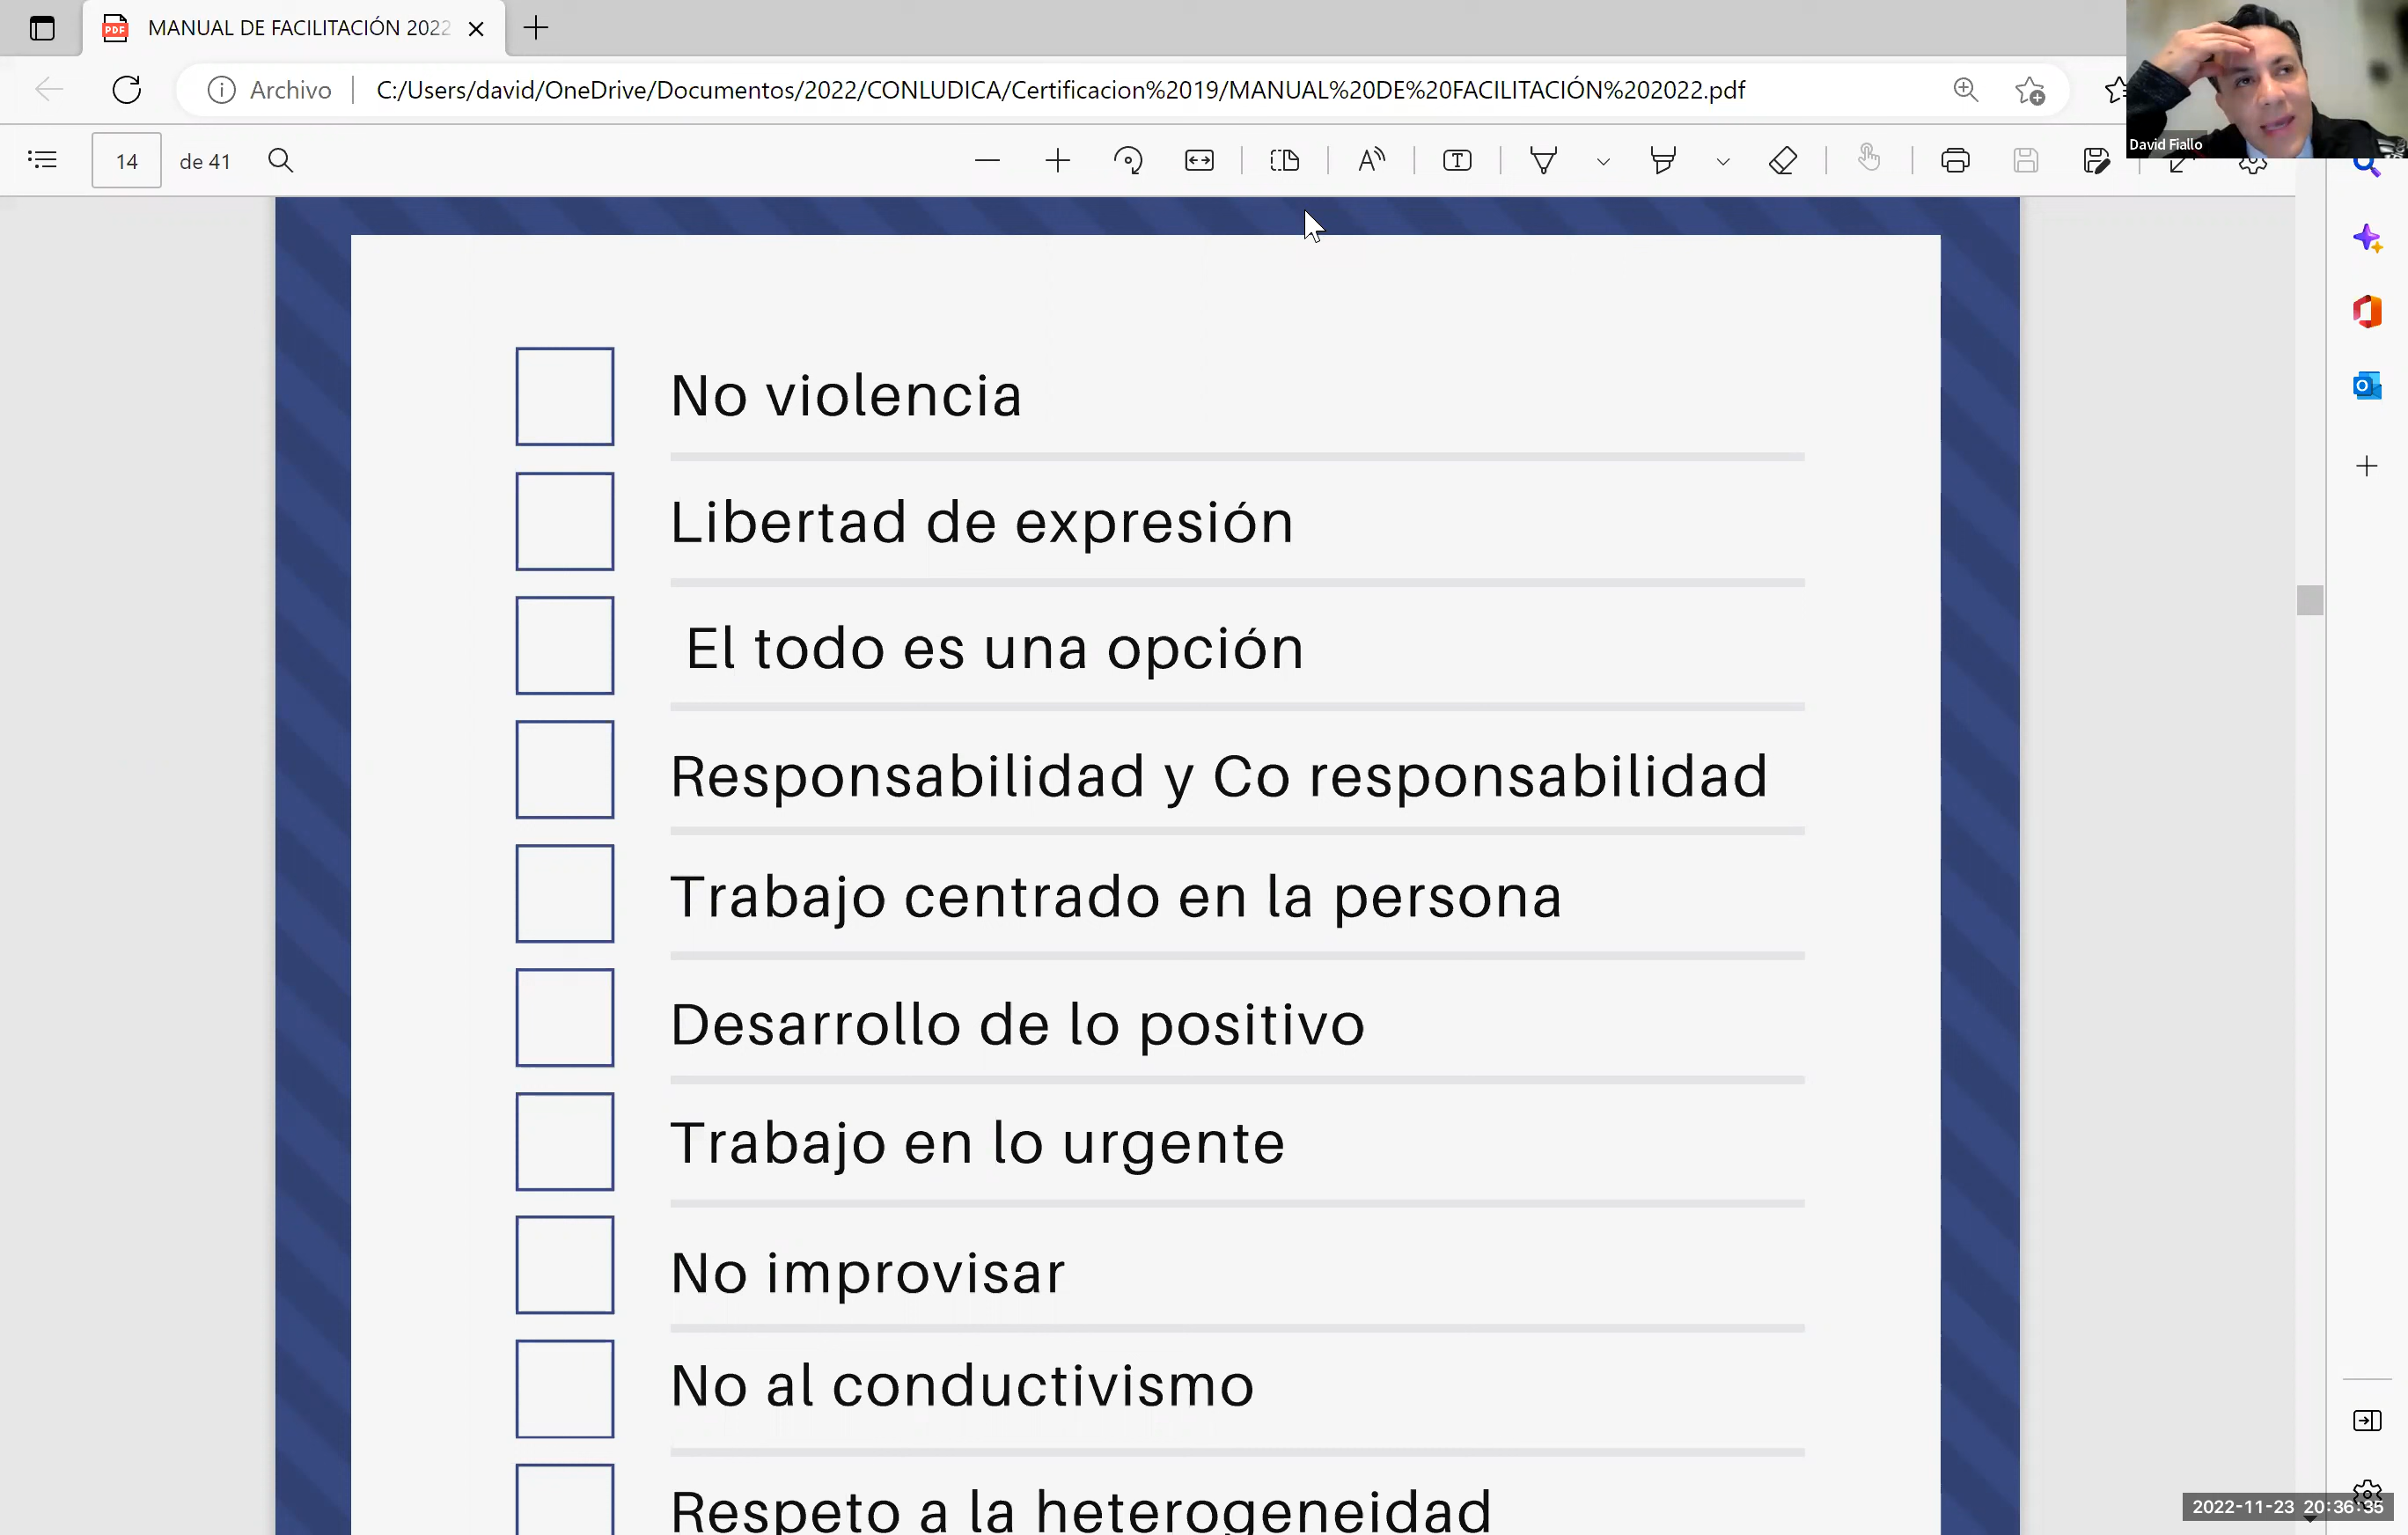 MANUAL DE FACILITACIÓN 2022
Archivo
C:/Users/david/OneDrive/Documentos/2022/CONLUDICA/Certificacion%2019/MANUAL%20DE%20FACILITACIÓN%202022.pdf
David Fiallo
14 de 41
No violencia
Libertad de expresión
El todo es una opción
Responsabilidad y Co responsabilidad
Trabajo centrado en la persona
Desarrollo de lo positivo
Trabajo en lo urgente
No improvisar
No al conductivismo
Respeto a la heterogeneidad
2022-11-23 20:36:35